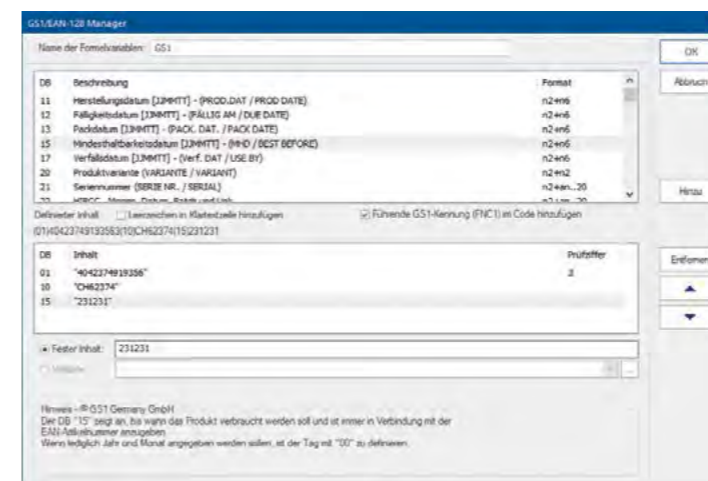 GS1/EAN-128 Manager
Name der Formelvariablen: GS1
OK
Abbruch
DB Beschreibung Format
11 Herstellungsdatum [JJMMTT] - (PROD.DAT / PROD DATE) n2+n6
12 Fälligkeitsdatum [JJMMTT] - (FÄLLIG AM / DUE DATE) n2+n6
13 Packdatum [JJMMTT] - (PACK. DAT. / PACK DATE) n2+n6
15 Mindesthaltbarkeitsdatum [JJMMTT] - (MHD / BEST BEFORE) n2+n6
17 Verfallsdatum [JJMMTT] - (Verf. DAT / USE BY) n2+n6
20 Produktvariante (VARIANTE / VARIANT) n2+n2
21 Seriennummer (SERIE NR. / SERIAL) n2+an..20
Hinzu
Definierter Inhalt: Leerzeichen in Klartextzeile hinzufügen Führende GS1-Kennung (FNC1) im Code hinzufügen
(01)40423749193563(10)CH62374(15)231231
DB Inhalt Prüfziffer
01 "4042374919356" 3
10 "CH62374"
15 "231231"
Entfernen
Fester Inhalt: 231231
Hinweis - © GS1 Germany GmbH
Der DB "15" zeigt an, bis wann das Produkt verbraucht werden soll und ist immer in Verbindung mit der
EAN-Artikelnummer anzugeben.
Wenn lediglich Jahr und Monat angegeben werden sollen, ist der Tag mit "00" zu definieren.